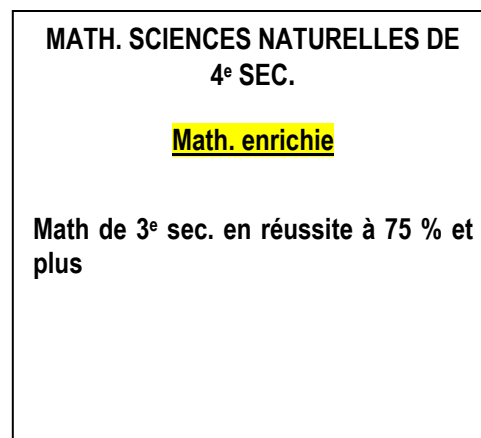 MATH. SCIENCES NATURELLES DE
4e SEC.
Math. enrichie
Math de 3e sec. en réussite à 75 % et
plus